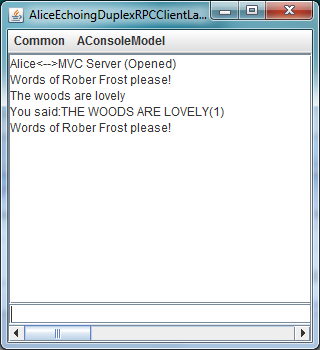 AliceEchoingDuplexRPCClientLa...
Common AConsoleModel
Alice<-->MVC Server (Opened)
Words of Rober Frost please!
The woods are lovely
You said:THE WOODS ARE LOVELY(1)
Words of Rober Frost please!